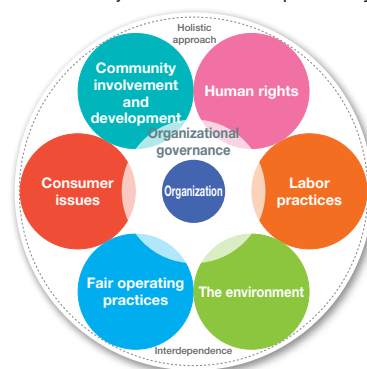 Holistic
approach
Community
involvement
and
development
Human rights
Organizational
governance
Consumer
issues
Organization
Labor
practices
Fair operating
practices
The environment
Interdependence